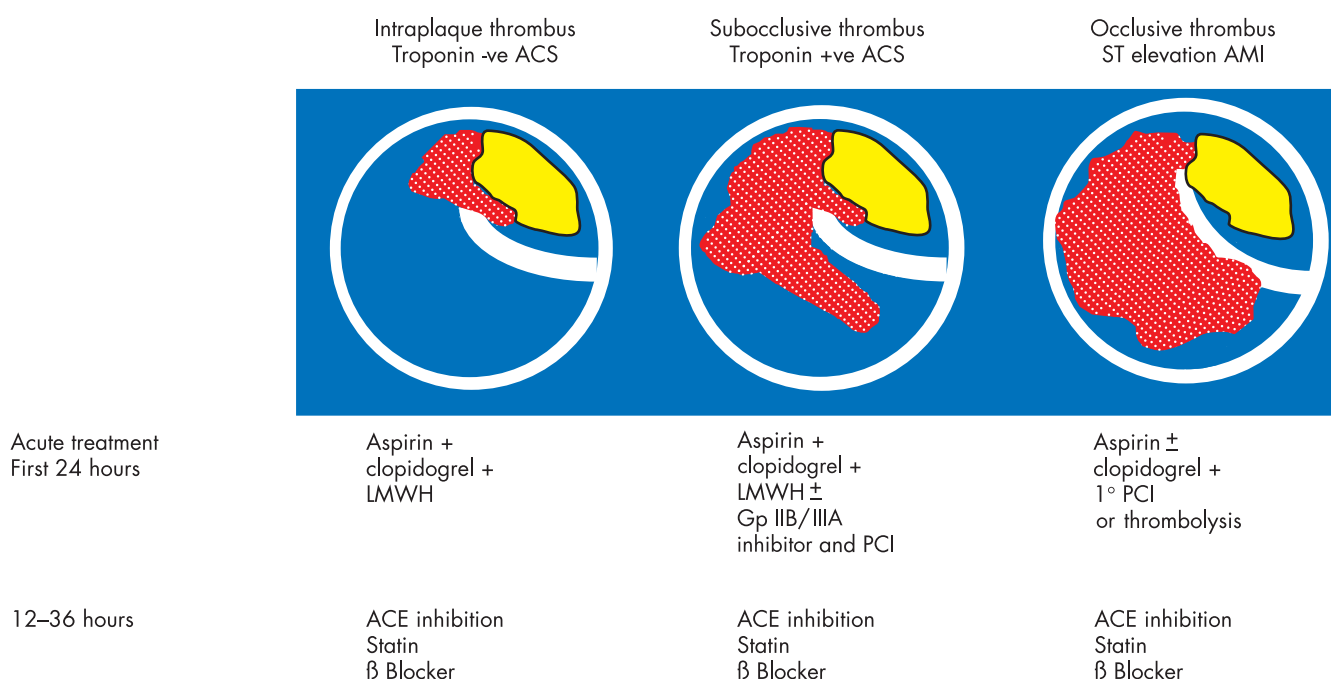 Intraplaque thrombus
Troponin -ve ACS
Subocclusive thrombus
Troponin +ve ACS
Occlusive thrombus
ST elevation AMI
Acute treatment
First 24 hours
Aspirin +
clopidogrel +
LMWH
Aspirin +
clopidogrel +
LMWH ±
Gp IIB/IIIA
inhibitor and PCI
Aspirin ±
clopidogrel +
1° PCI
or thrombolysis
12–36 hours
ACE inhibition
Statin
ß Blocker
ACE inhibition
Statin
ß Blocker
ACE inhibition
Statin
ß Blocker